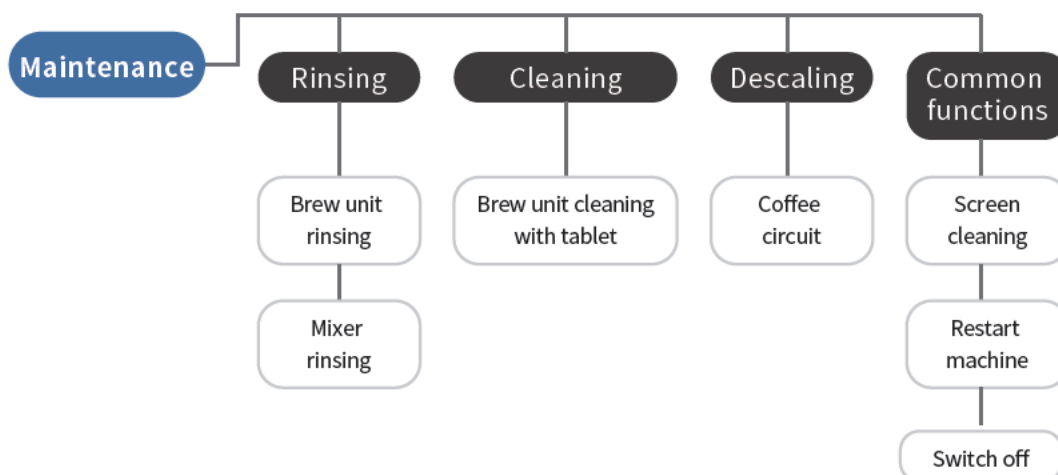 Maintenance
Rinsing
Cleaning
Descaling
Common
functions
Brew unit
rinsing
Brew unit cleaning
with tablet
Coffee
circuit
Screen
cleaning
Mixer
rinsing
Restart
machine
Switch off